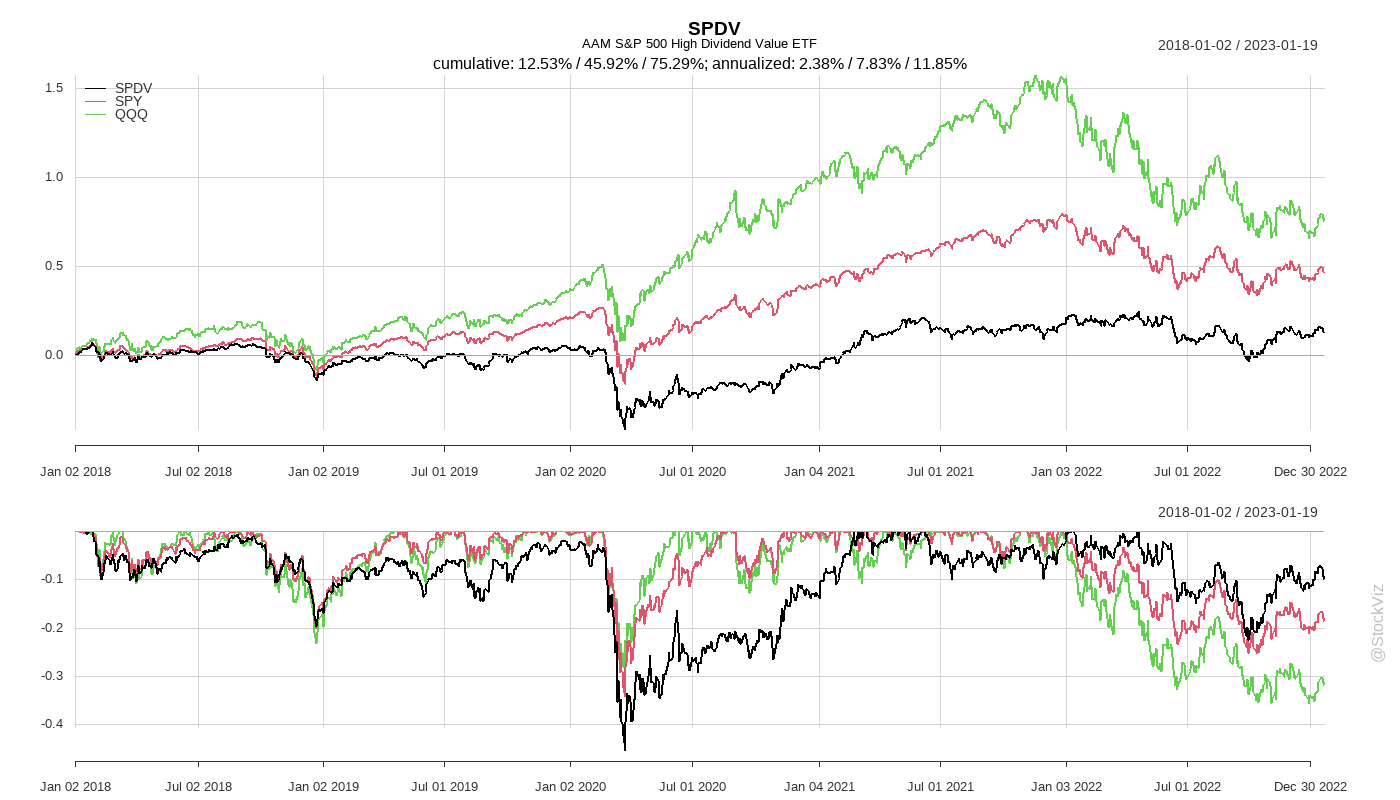 SPDV
AAM S&P 500 High Dividend Value ETF
2018-01-02 / 2023-01-19
cumulative: 12.53% / 45.92% / 75.29%; annualized: 2.38% / 7.83% / 11.85%
SPDV
SPY
QQQ
1.5
1.0
0.5
0.0
Jan 02 2018 Jul 02 2018 Jan 02 2019 Jul 01 2019 Jan 02 2020 Jul 01 2020 Jan 04 2021 Jul 01 2021 Jan 03 2022 Jul 01 2022 Dec 30 2022
2018-01-02 / 2023-01-19
-0.1
-0.2
-0.3
-0.4
Jan 02 2018 Jul 02 2018 Jan 02 2019 Jul 01 2019 Jan 02 2020 Jul 01 2020 Jan 04 2021 Jul 01 2021 Jan 03 2022 Jul 01 2022 Dec 30 2022
@StockViz